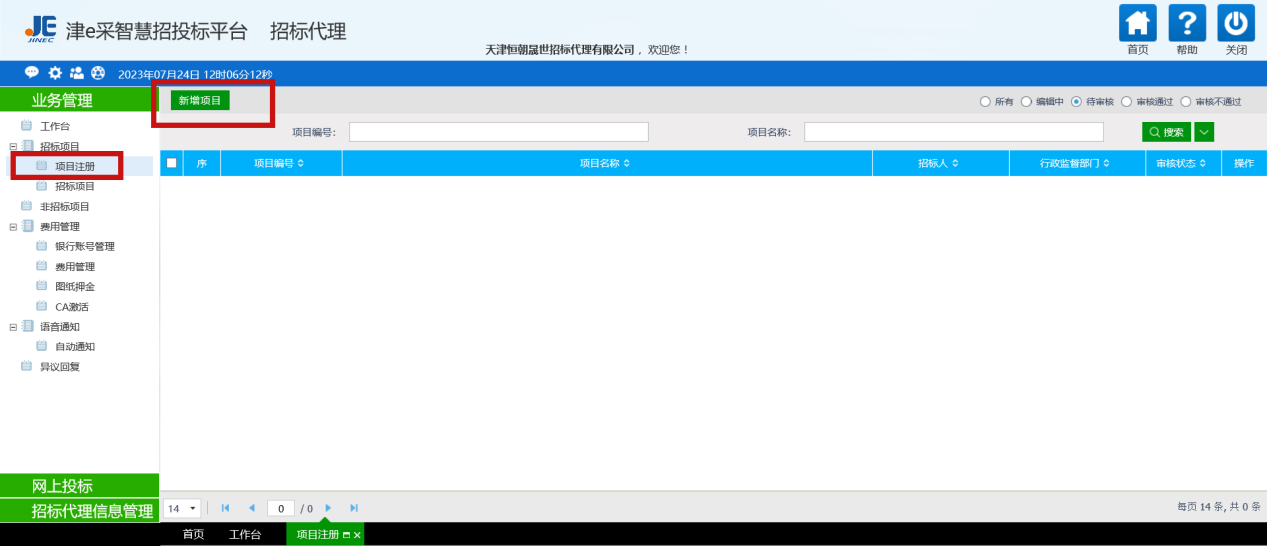 JE
JINEC
津e采智慧招投标平台 招标代理
天津恒朝晟世招标代理有限公司，欢迎您！
首页 帮助 关闭
2023年07月24日 12时06分12秒
业务管理
工作台
招标项目
项目注册
招标项目
非招标项目
费用管理
银行账号管理
费用管理
图纸押金
CA激活
语音通知
自动通知
异议回复
网上投标
招标代理信息管理
新增项目
所有 编辑中 待审核 审核通过 审核不通过
项目编号: 项目名称: 搜索
序 项目编号 项目名称 招标人 行政监督部门 审核状态 操作
14 0 / 0 每页 14 条, 共 0 条
首页 工作台 项目注册